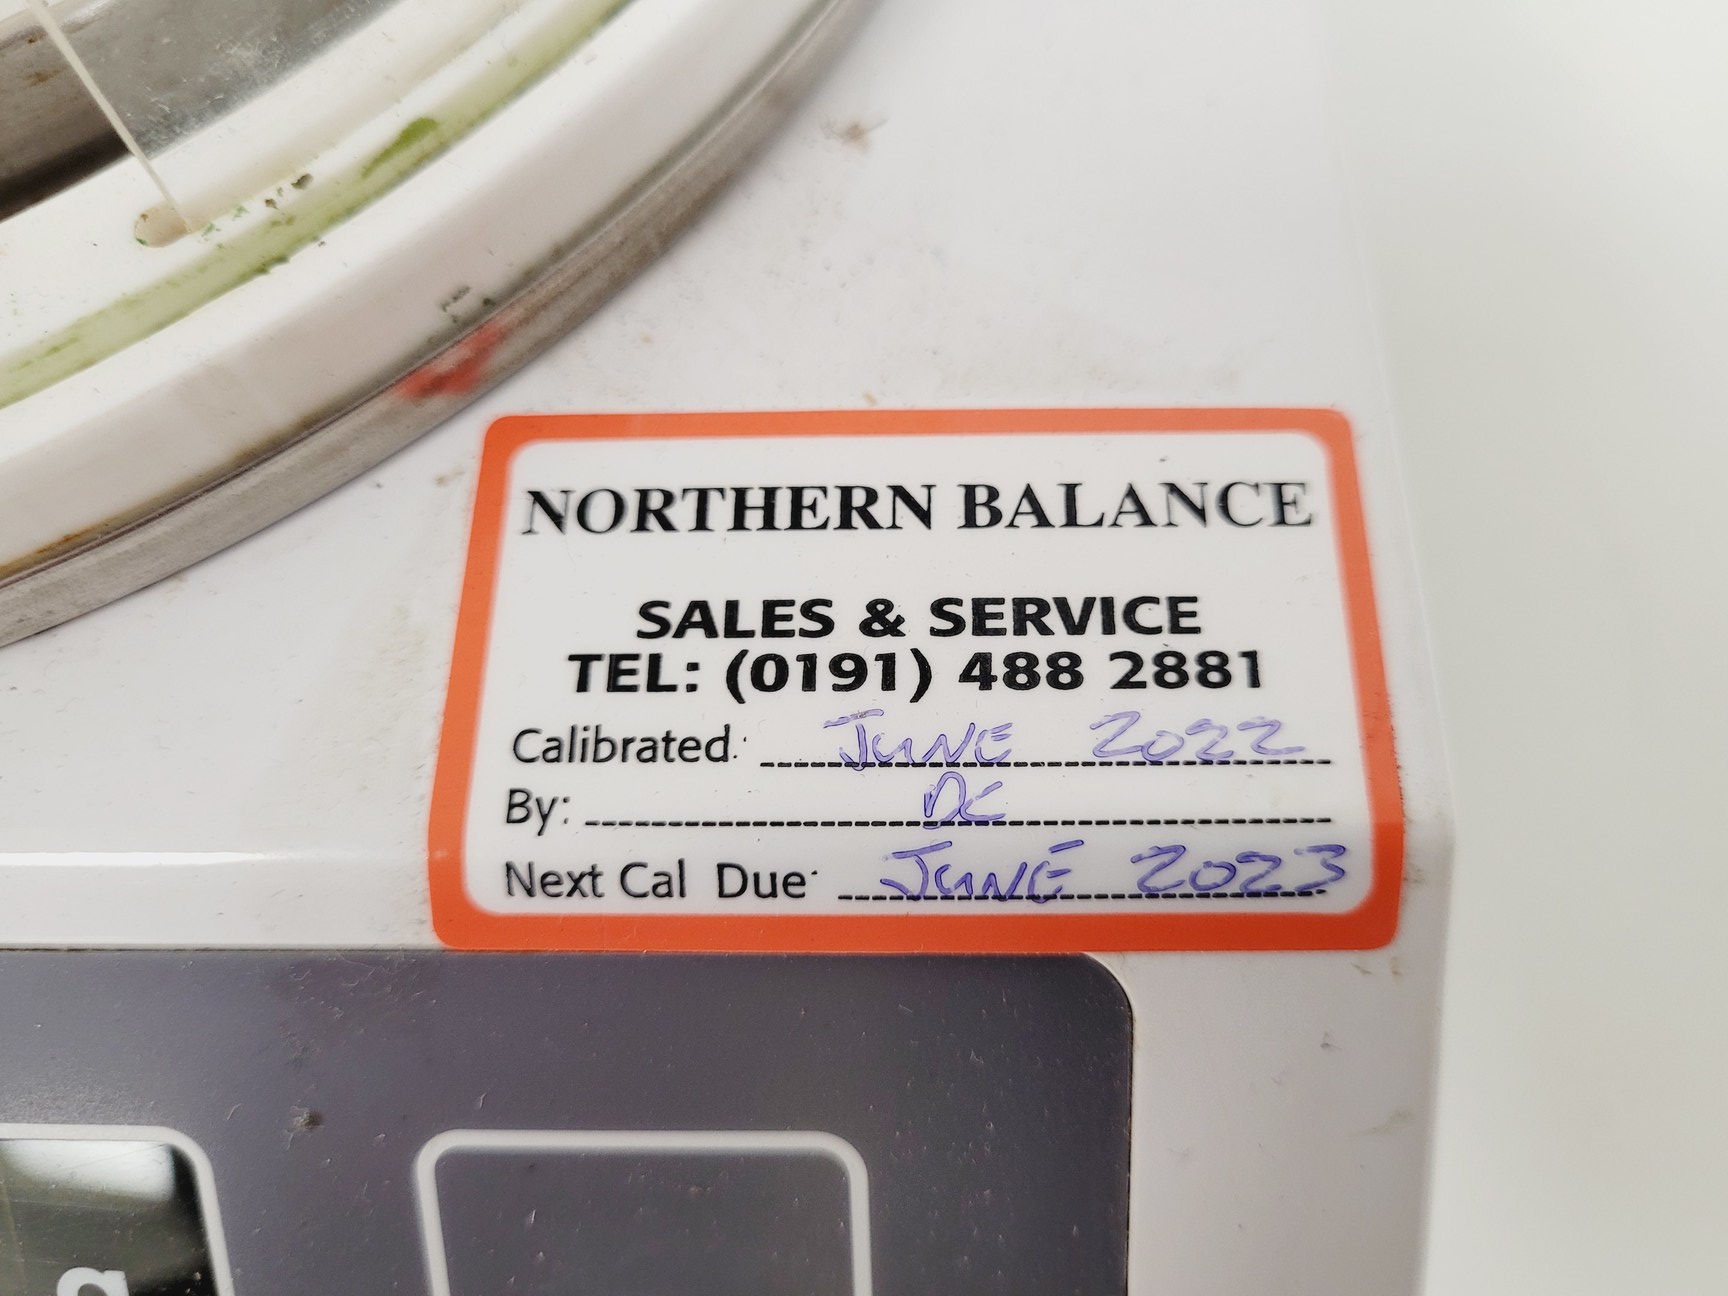 NORTHERN BALANCE
SALES & SERVICE
TEL: (0191) 488 2881
Calibrated: JUNE 2022
By: DC
Next Cal Due: JUNE 2023
g